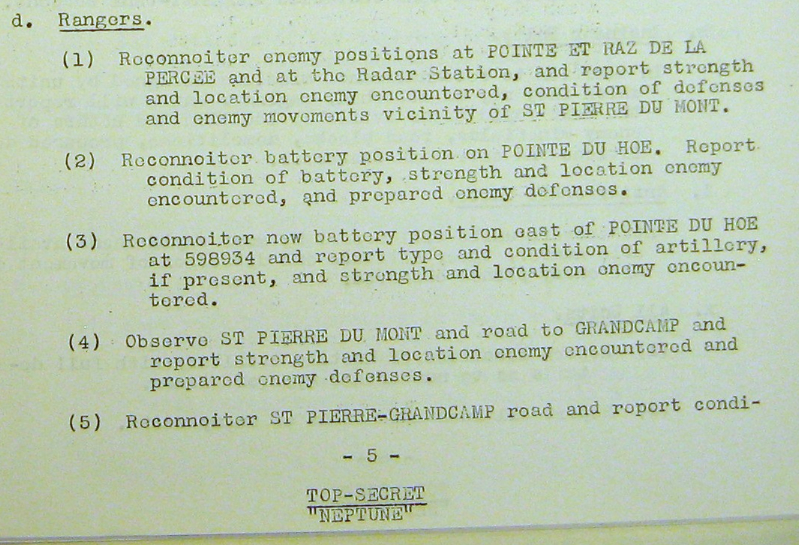 d. Rangers.
(1) Reconnoiter enemy positions at POINTE ET RAZ DE LA
PERCEE and at the Radar Station, and report strength
and location enemy encountered, condition of defenses
and enemy movements vicinity of ST PIERRE DU MONT.
(2) Reconnoiter battery position on POINTE DU HOE. Report
condition of battery, strength and location enemy
encountered, and prepared enemy defenses.
(3) Reconnoiter new battery position east of POINTE DU HOE
at 598934 and report type and condition of artillery,
if present, and strength and location enemy encoun-
tered.
(4) Observe ST PIERRE DU MONT and road to GRANDCAMP and
report strength and location enemy encountered and
prepared enemy defenses.
(5) Reconnoiter ST PIERRE-GRANDCAMP road and report condi-
- 5 -
TOP-SECRET
"NEPTUNE"